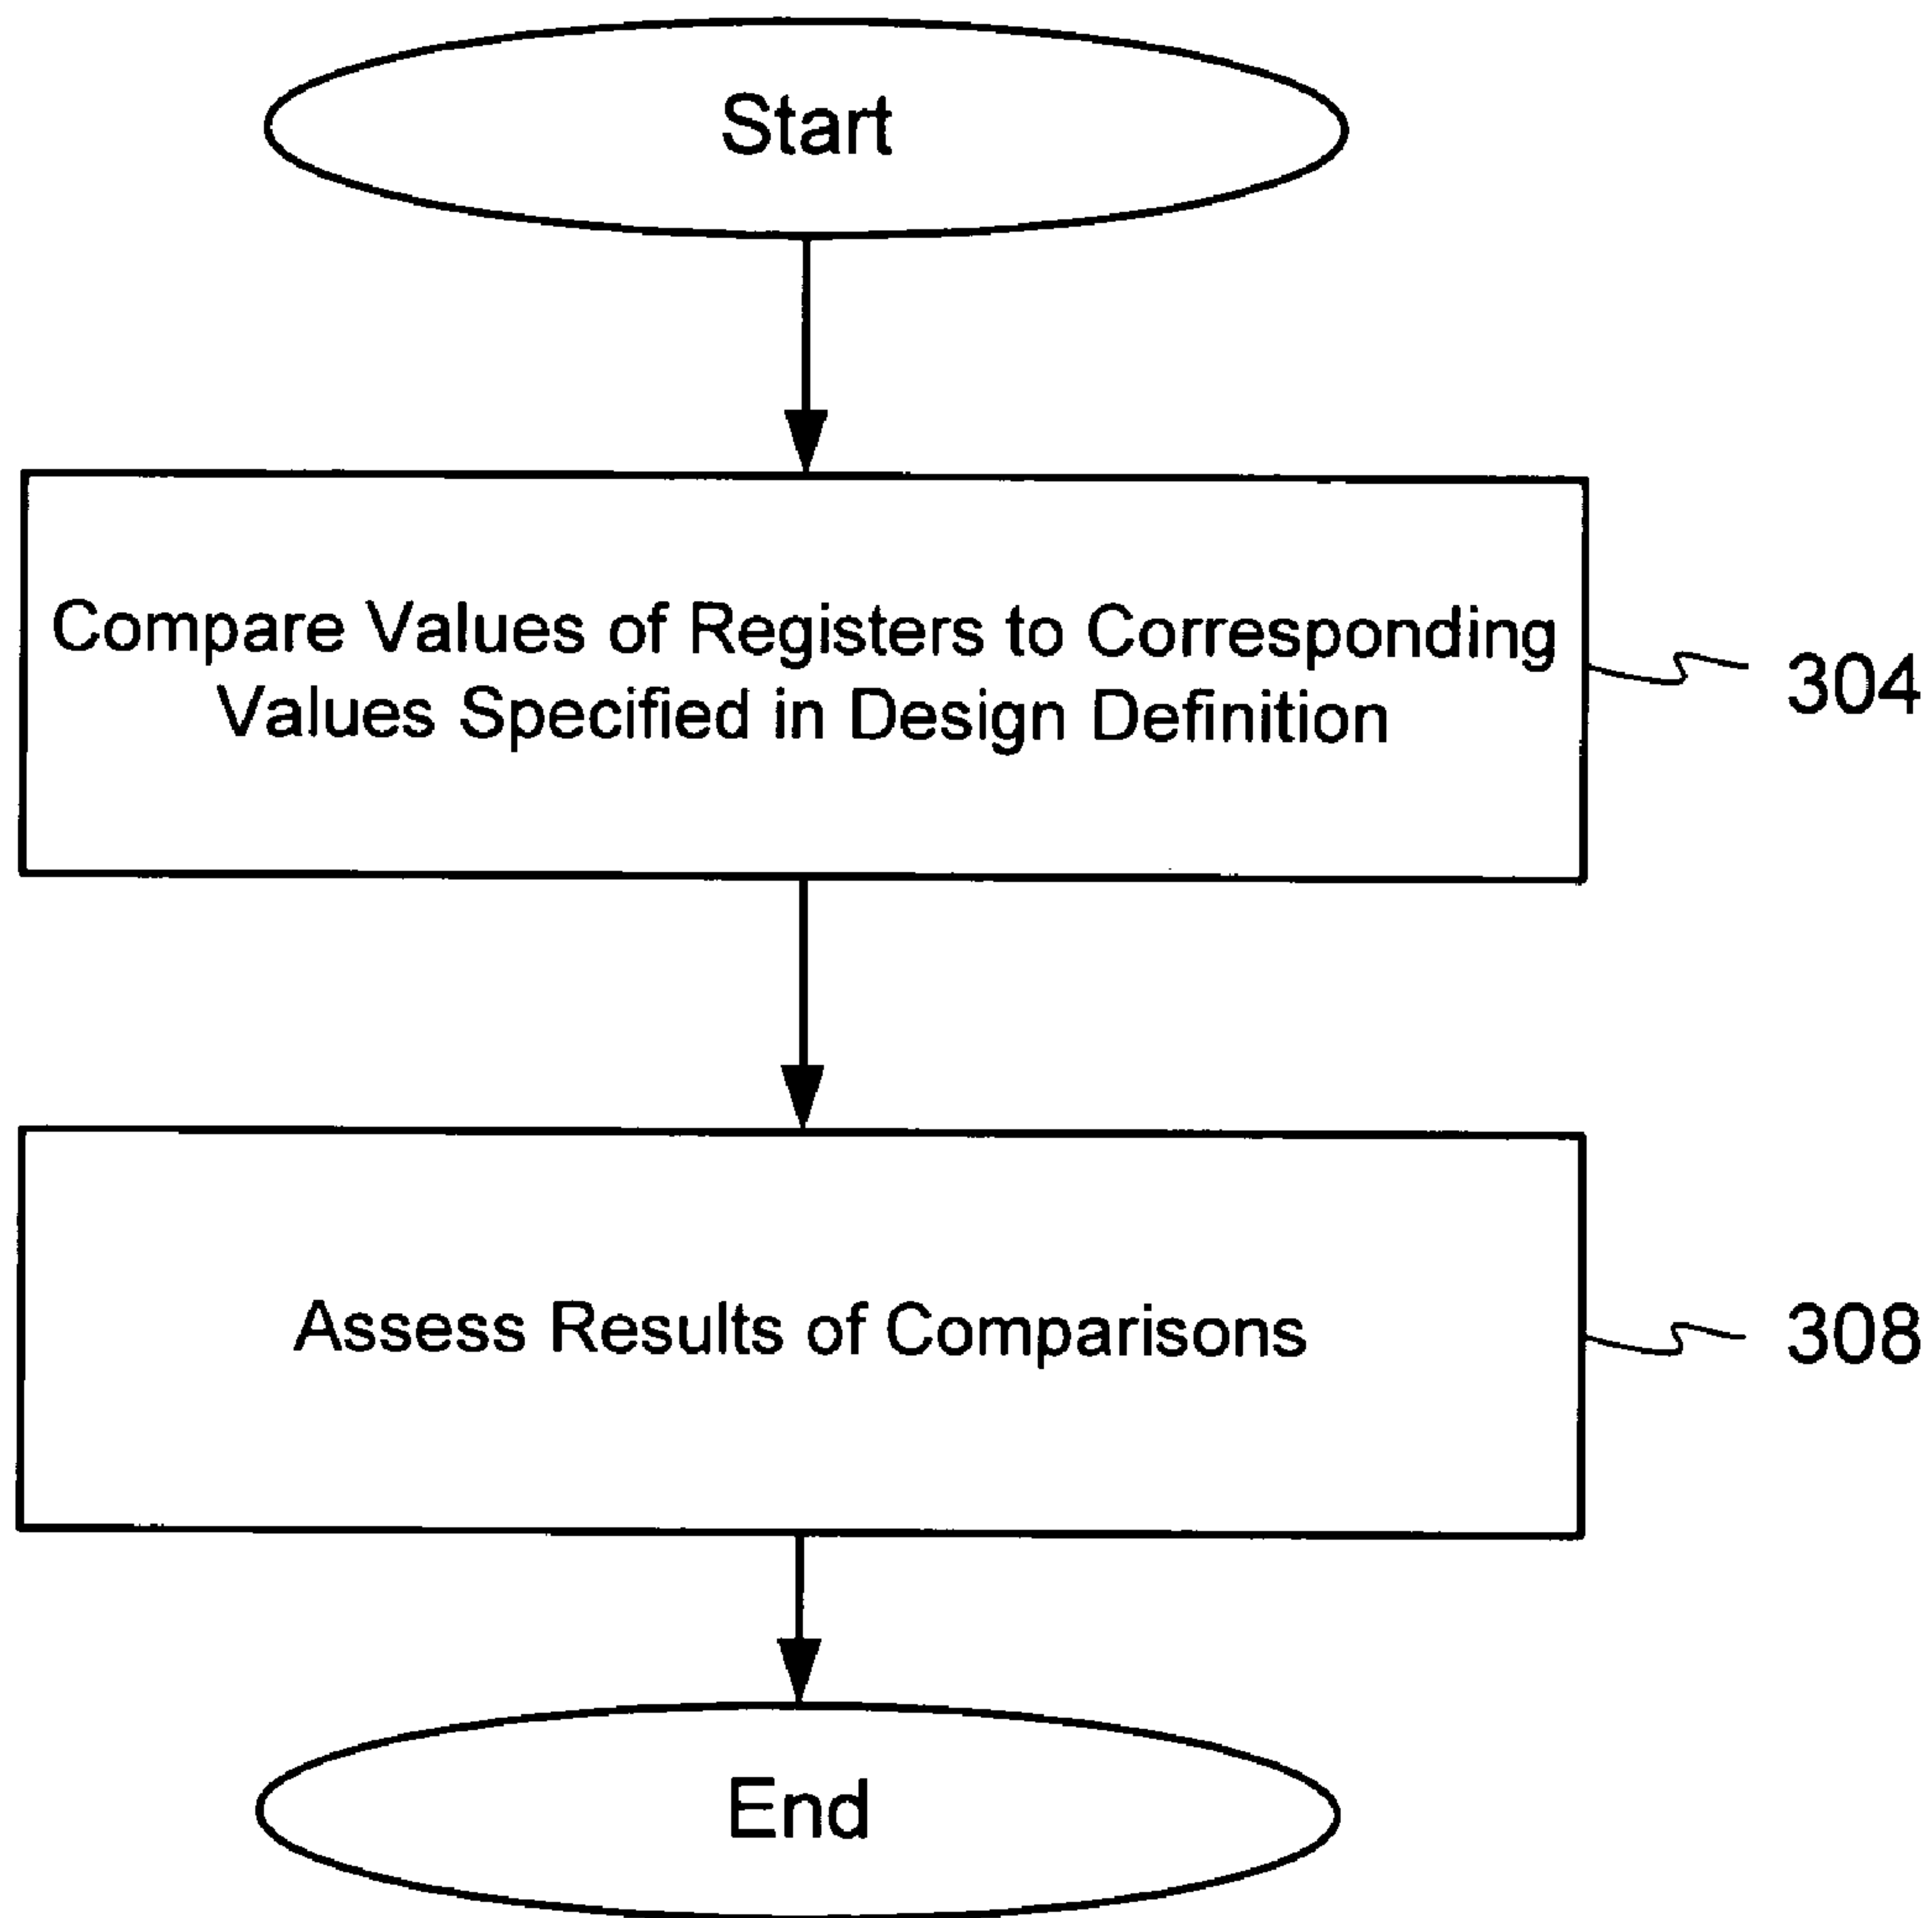 Start
Compare Values of Registers to Corresponding
Values Specified in Design Definition
304
Assess Results of Comparisons
308
End